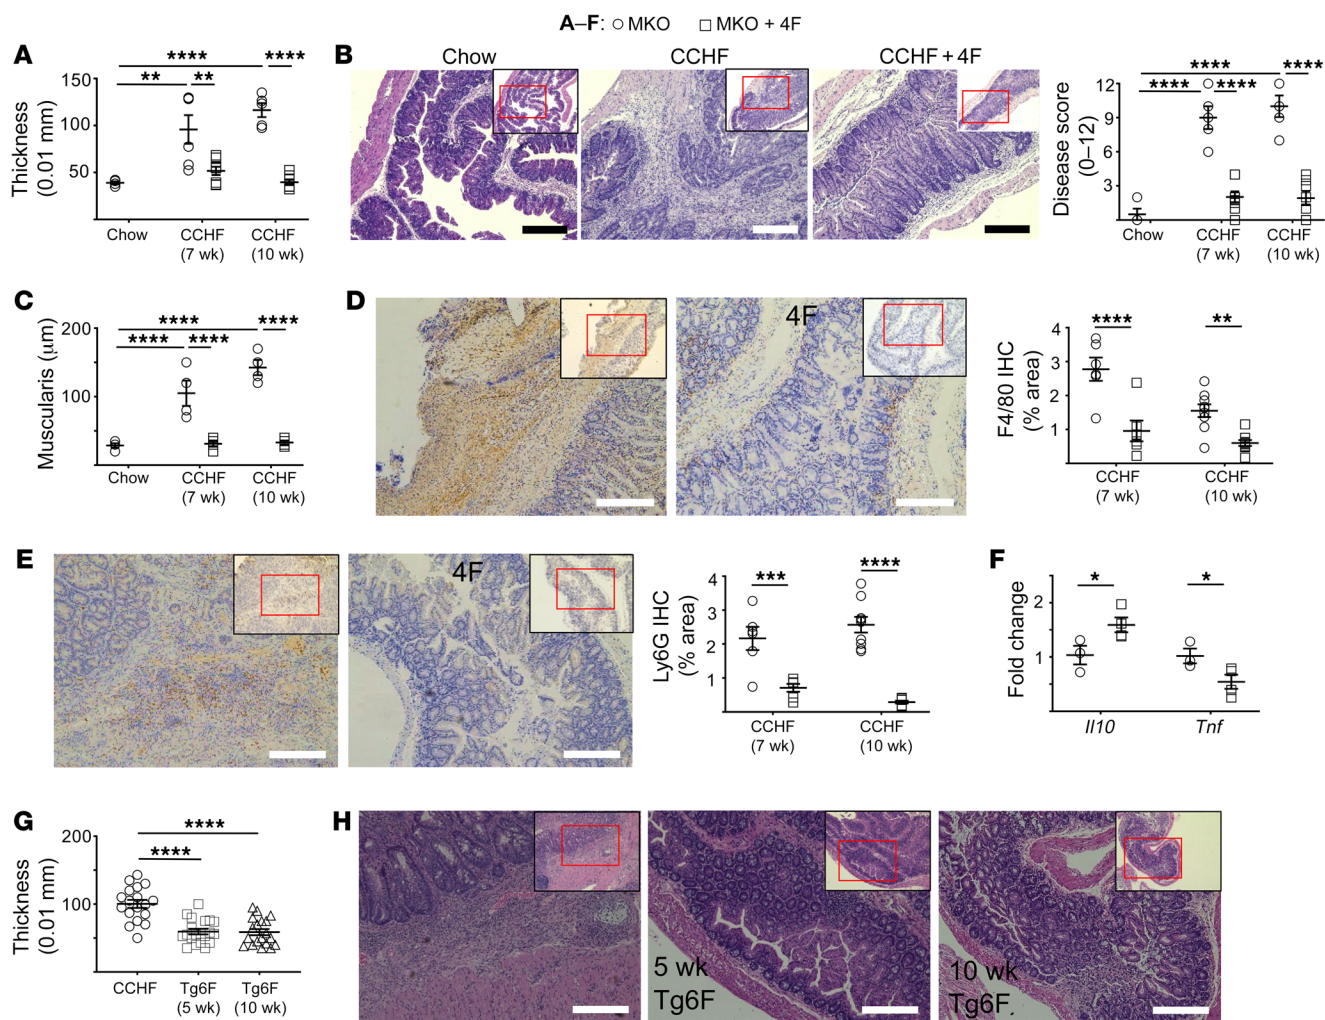 A–F: ○ MKO □ MKO + 4F
A
Thickness
(0.01 mm)
150
100
50
****
**
**
****
Chow
CCHF
(7 wk)
CCHF
(10 wk)
B
Chow
CCHF
CCHF + 4F
Disease score
(0–12)
12
9
6
3
****
****
****
****
Chow
CCHF
(7 wk)
CCHF
(10 wk)
C
Muscularis (μm)
200
100
****
****
****
****
Chow
CCHF
(7 wk)
CCHF
(10 wk)
D
4F
F4/80 IHC
(% area)
4
3
2
1
****
**
CCHF
(7 wk)
CCHF
(10 wk)
E
4F
Ly6G IHC
(% area)
4
3
2
1
***
****
CCHF
(7 wk)
CCHF
(10 wk)
F
Fold change
2
1
*
*
Il10
Tnf
G
Thickness
(0.01 mm)
200
100
****
****
CCHF
Tg6F
(5 wk)
Tg6F
(10 wk)
H
5 wk
Tg6F
10 wk
Tg6F